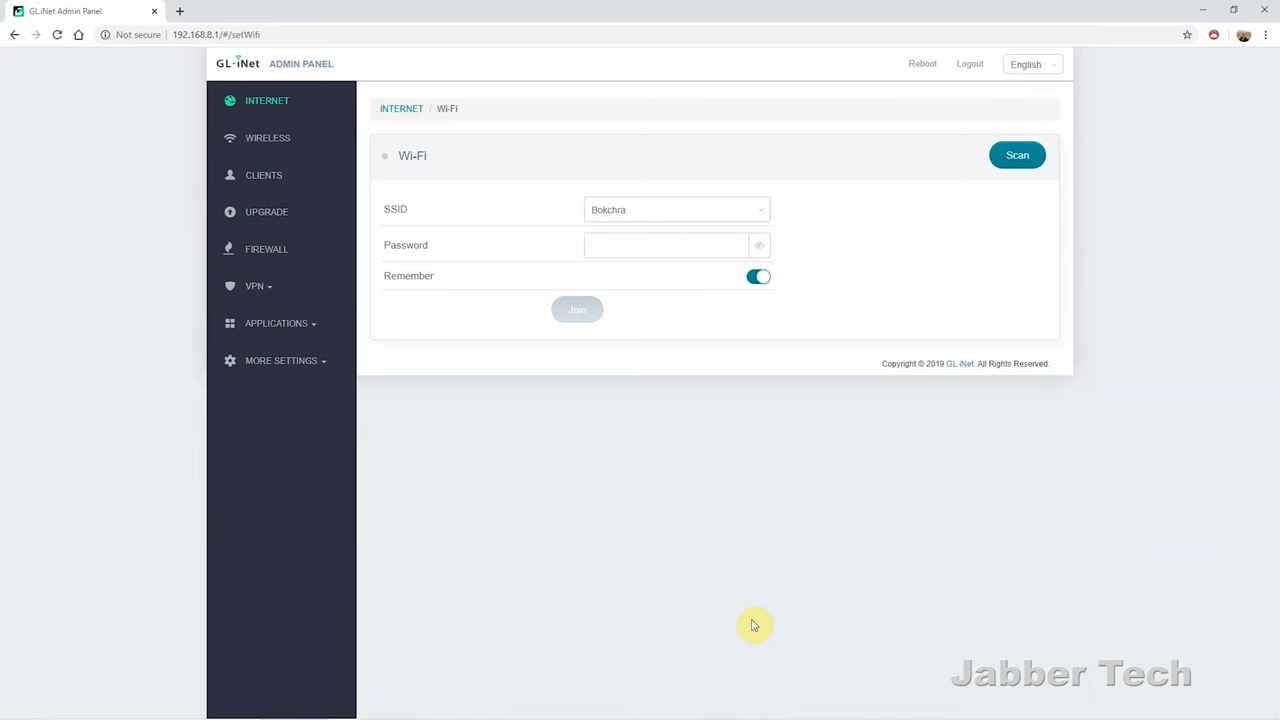 GL.iNet Admin Panel
Not secure
192.168.8.1/#/setWifi
GL·iNet ADMIN PANEL
Reboot
Logout
English
INTERNET
WIRELESS
CLIENTS
UPGRADE
FIREWALL
VPN
APPLICATIONS
MORE SETTINGS
INTERNET / Wi-Fi
Wi-Fi
Scan
SSID
Bokchra
Password
Remember
Join
Copyright © 2019 GL.iNet. All Rights Reserved.
Jabber Tech